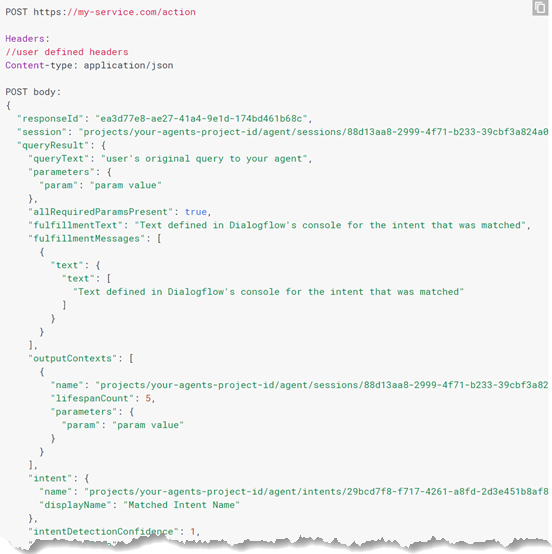 POST https://my-service.com/action
Headers:
//user defined headers
Content-type: application/json
POST body:
{
"responseId": "ea3d77e8-ae27-41a4-9e1d-174bd461b68c",
"session": "projects/your-agents-project-id/agent/sessions/88d13aa8-2999-4f71-b233-39cbf3a824a0
"queryResult": {
"queryText": "user's original query to your agent",
"parameters": {
"param": "param value"
},
"allRequiredParamsPresent": true,
"fulfillmentText": "Text defined in Dialogflow's console for the intent that was matched",
"fulfillmentMessages": [
{
"text": {
"text": [
"Text defined in Dialogflow's console for the intent that was matched"
]
}
}
],
"outputContexts": [
{
"name": "projects/your-agents-project-id/agent/sessions/88d13aa8-2999-4f71-b233-39cbf3a82
"lifespanCount": 5,
"parameters": {
"param": "param value"
}
}
],
"intent": {
"name": "projects/your-agents-project-id/agent/intents/29bcd7f8-f717-4261-a8fd-2d3e451b8af8
"displayName": "Matched Intent Name"
},
"intentDetectionConfidence": 1,